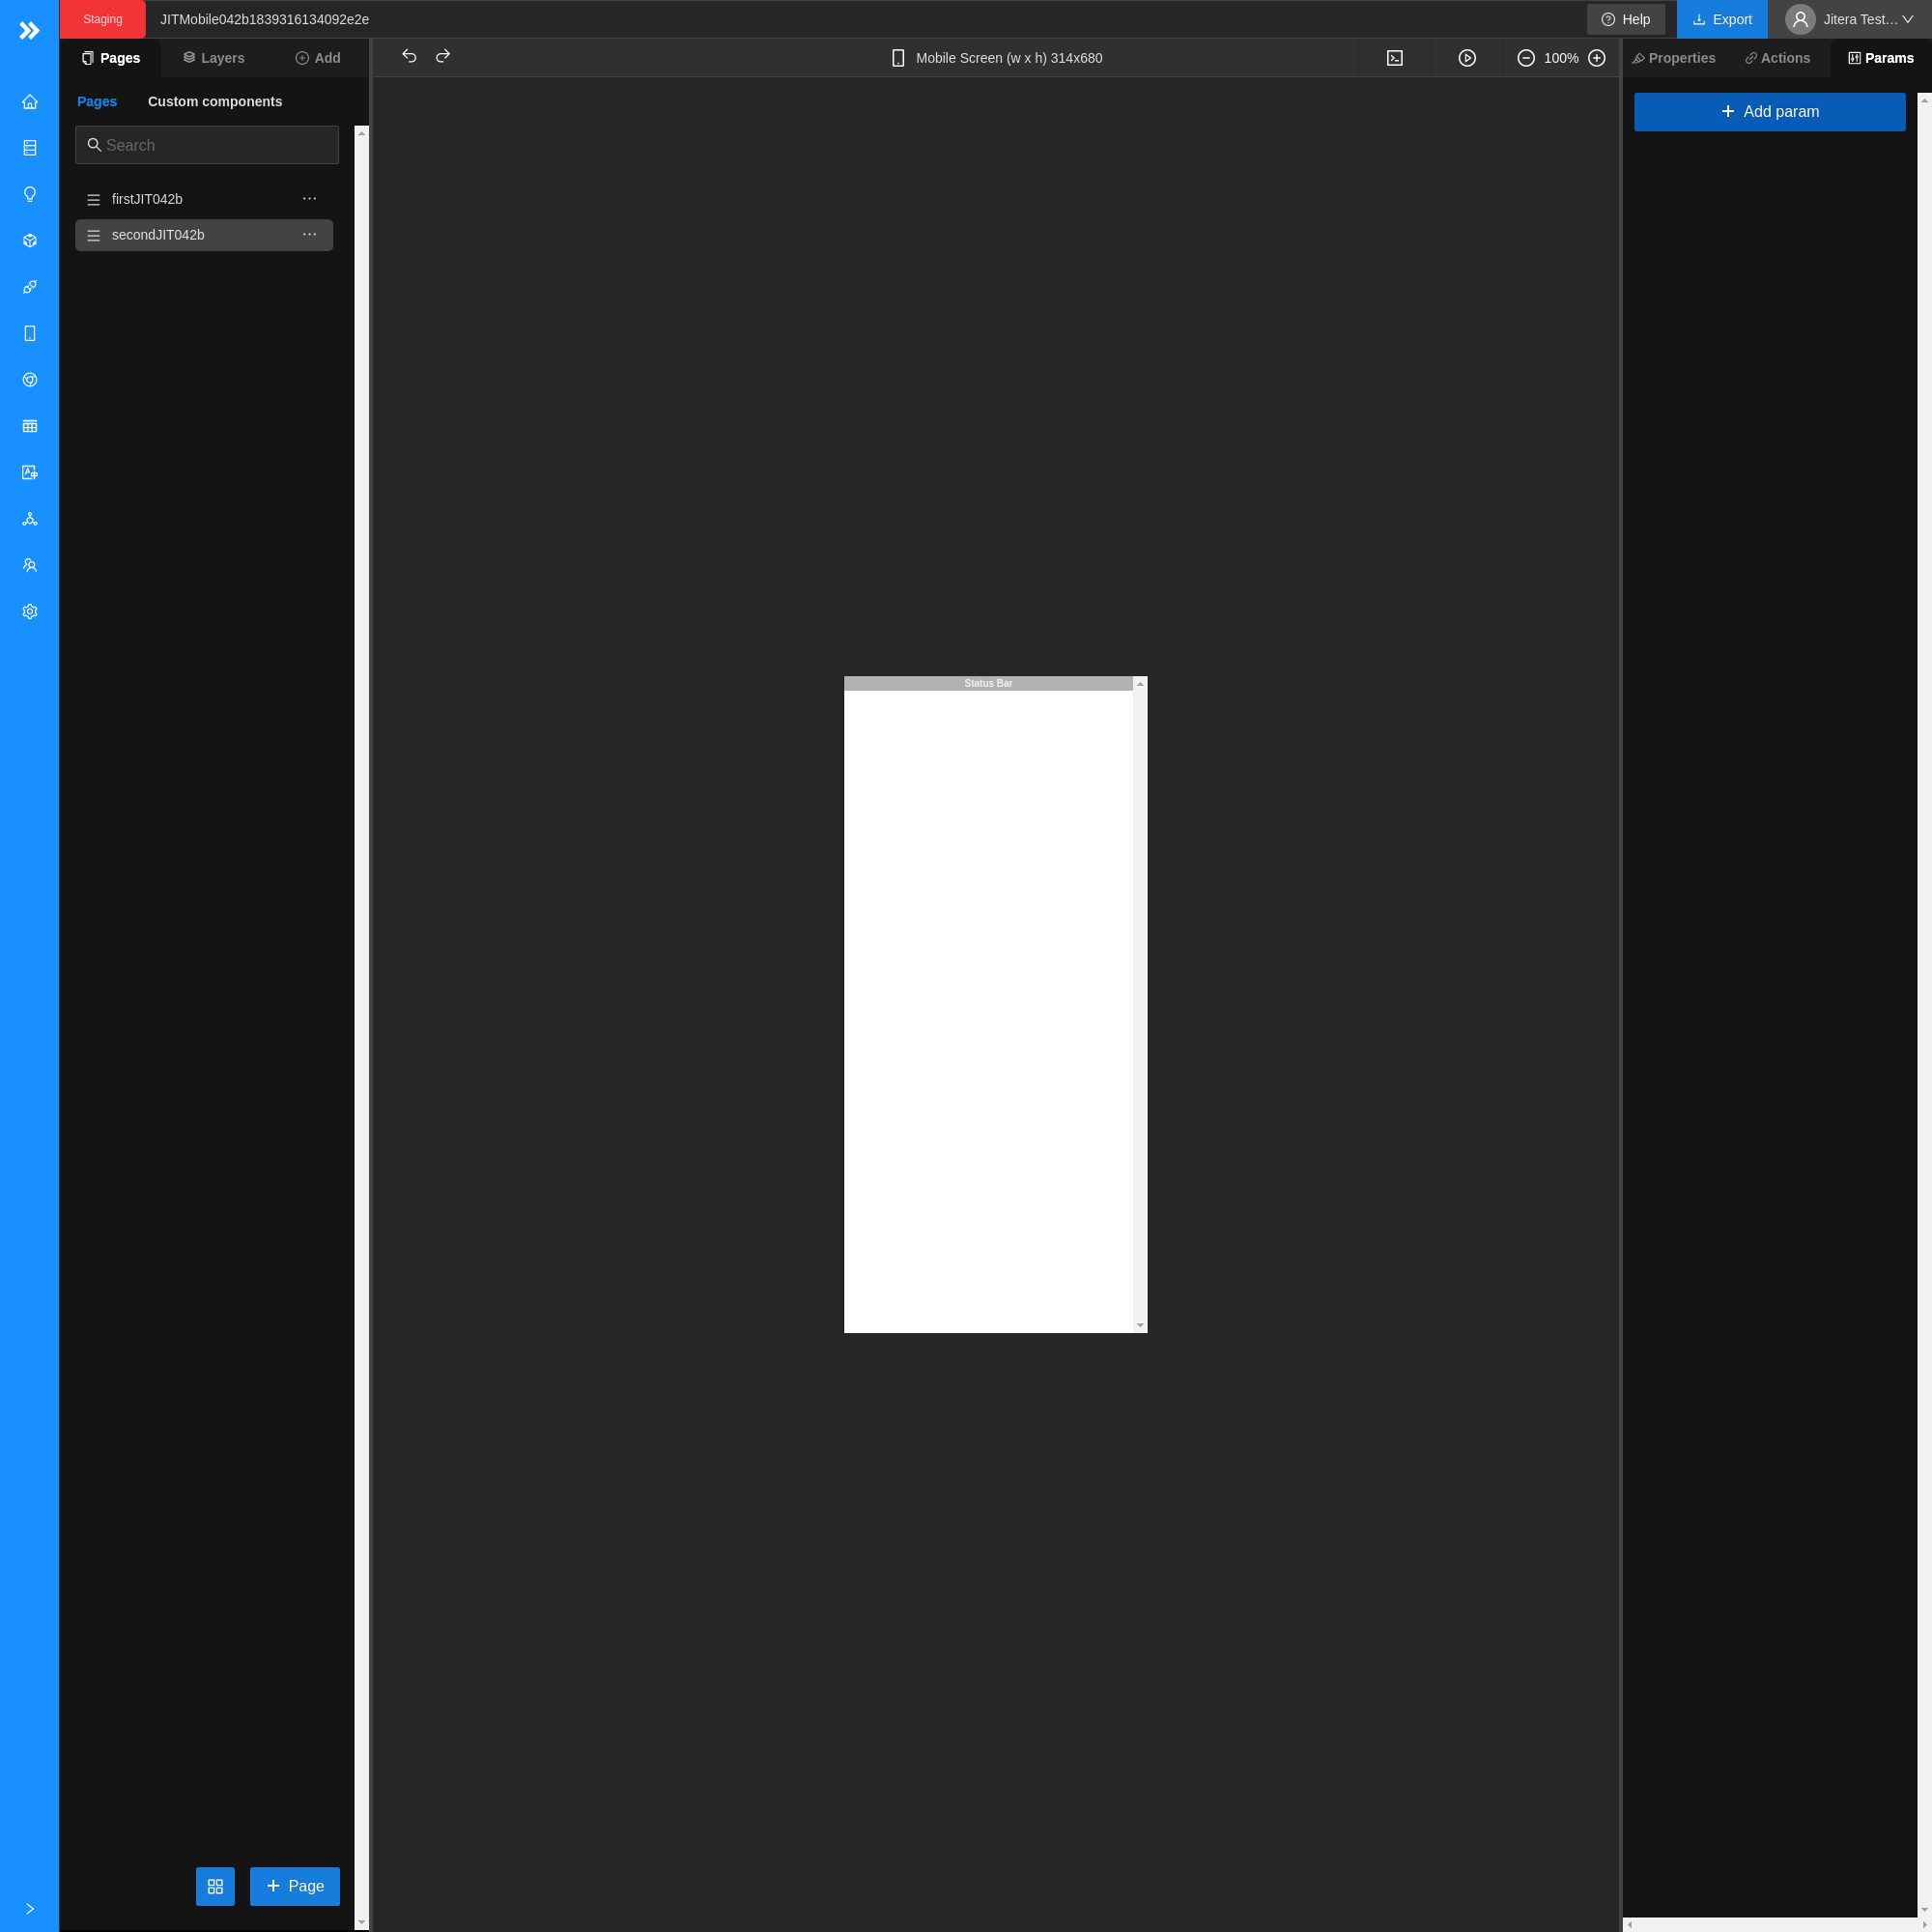 Staging
JITMobile042b1839316134092e2e
Help
Export
Jitera Test...
Pages
Layers
Add
Mobile Screen (w x h) 314x680
100%
Properties
Actions
Params
Pages
Custom components
Add param
Search
firstJIT042b
secondJIT042b
Status Bar
Page